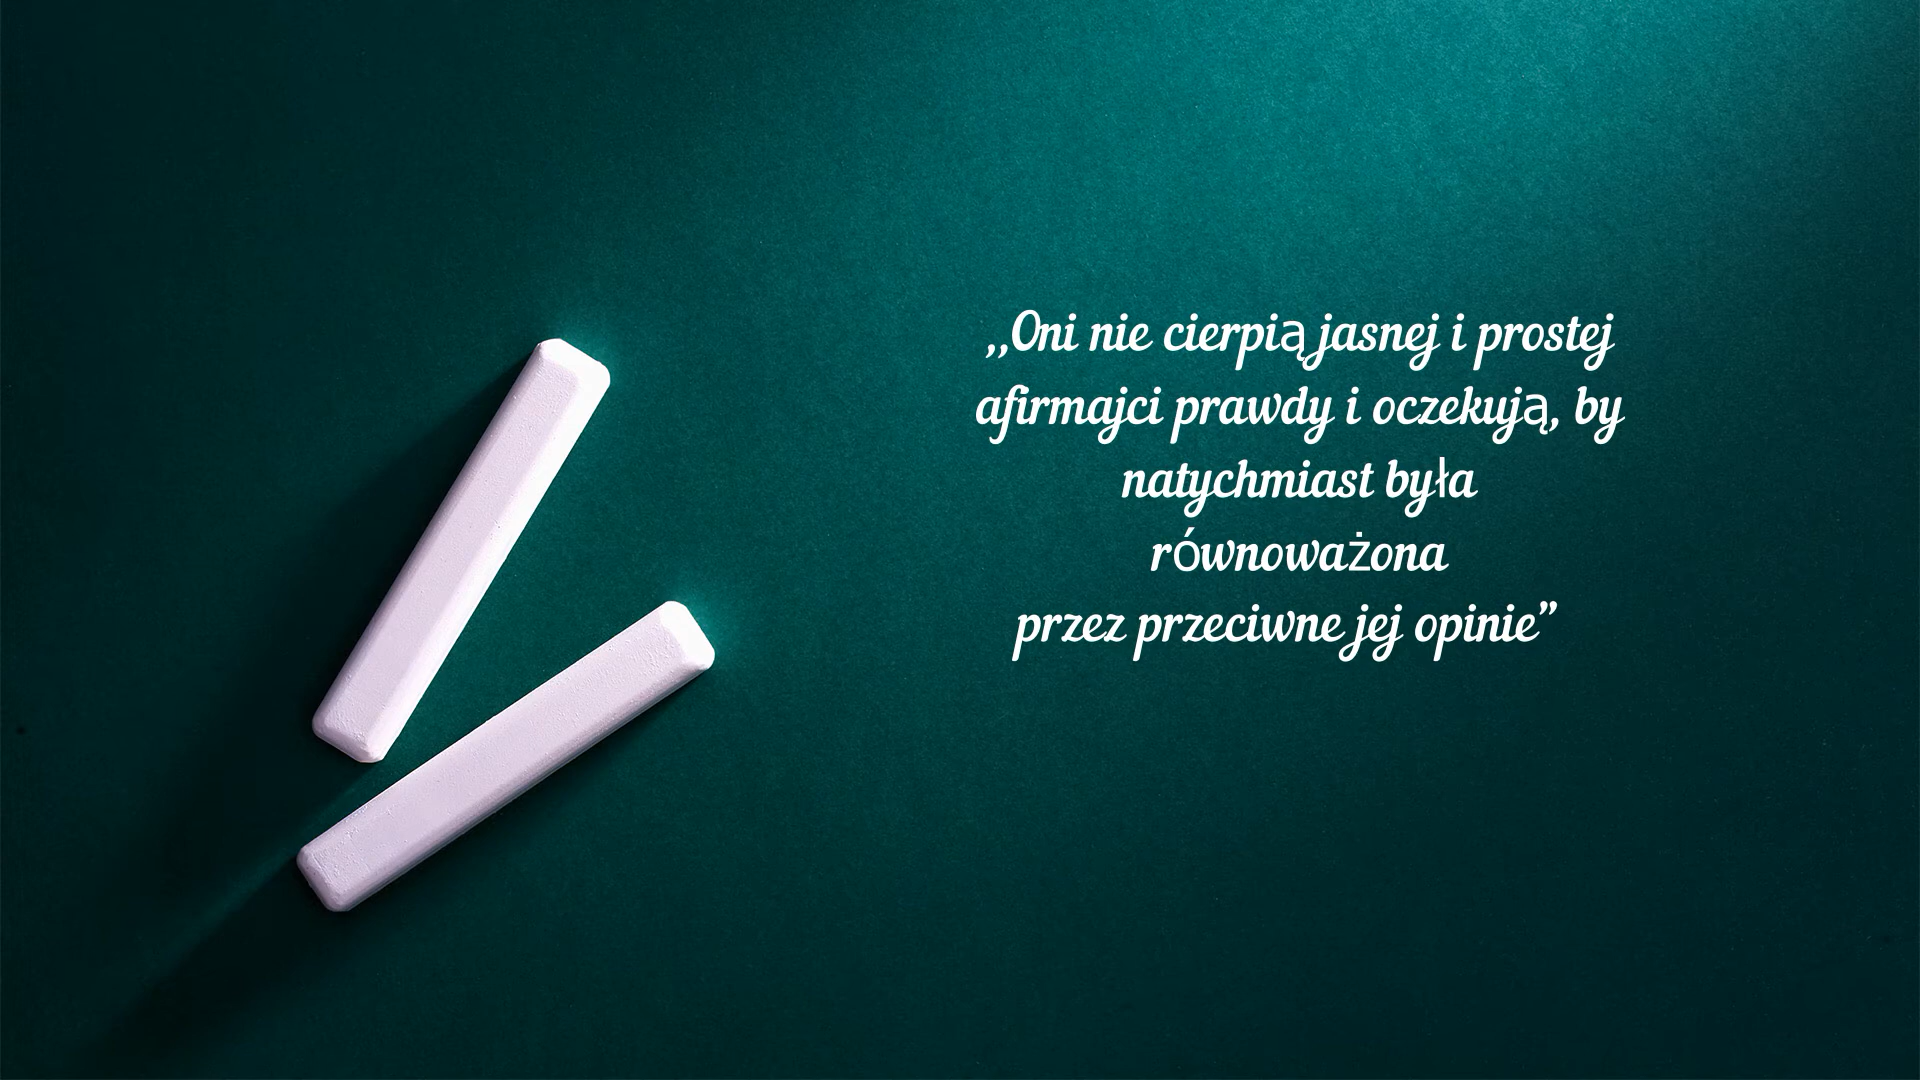 ,,Oni nie cierpią jasnej i prostej
afirmajci prawdy i oczekują, by
natychmiast była
równoważona
przez przeciwne jej opinie”